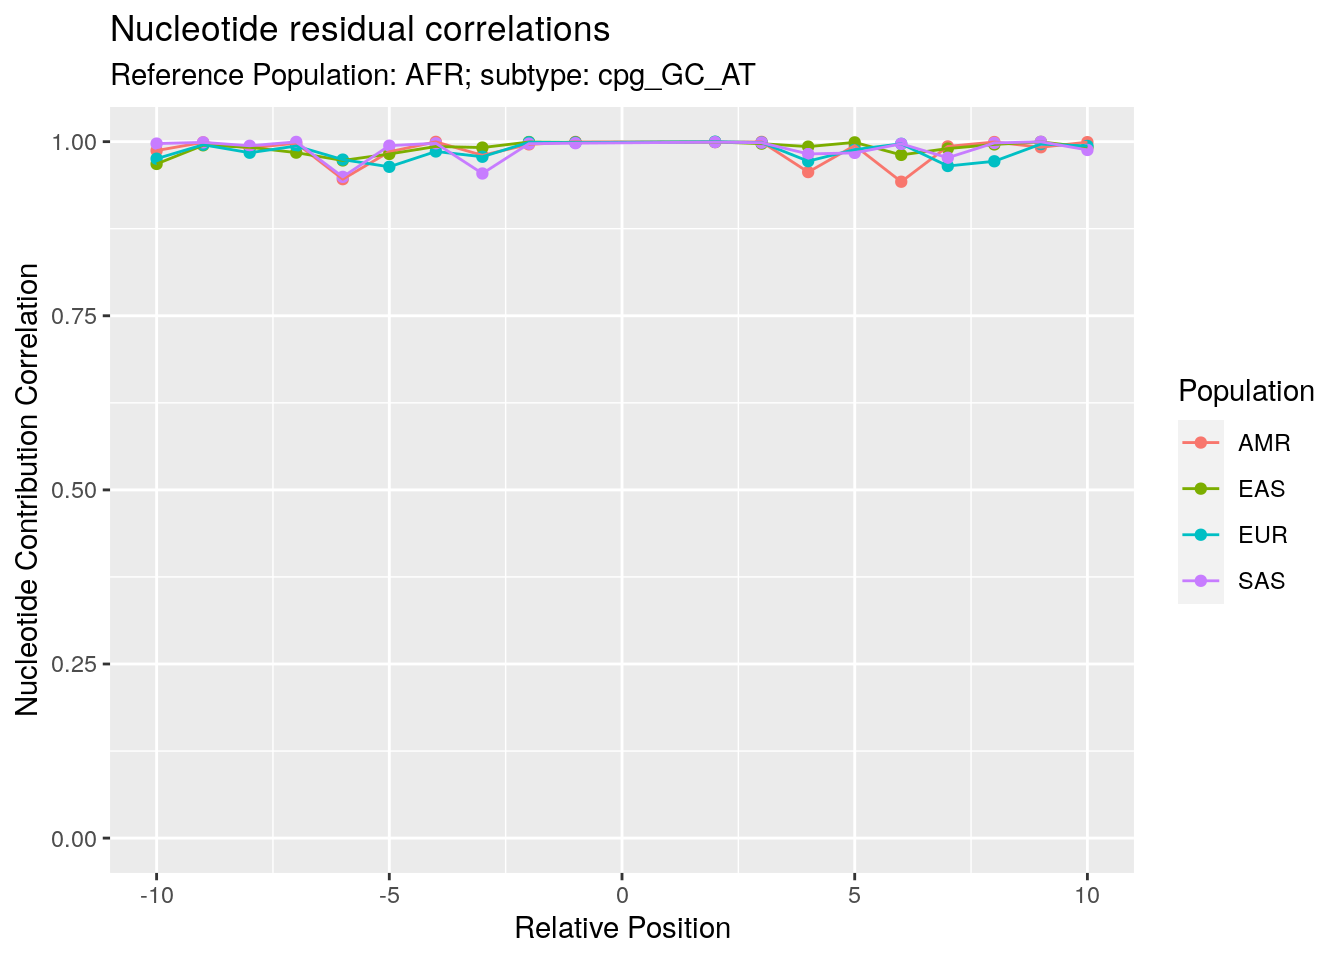 Nucleotide residual correlations
Reference Population: AFR; subtype: cpg_GC_AT
Nucleotide Contribution Correlation
1.00
0.75
0.50
0.25
0.00
-10
-5
0
5
10
Relative Position
Population
AMR
EAS
EUR
SAS